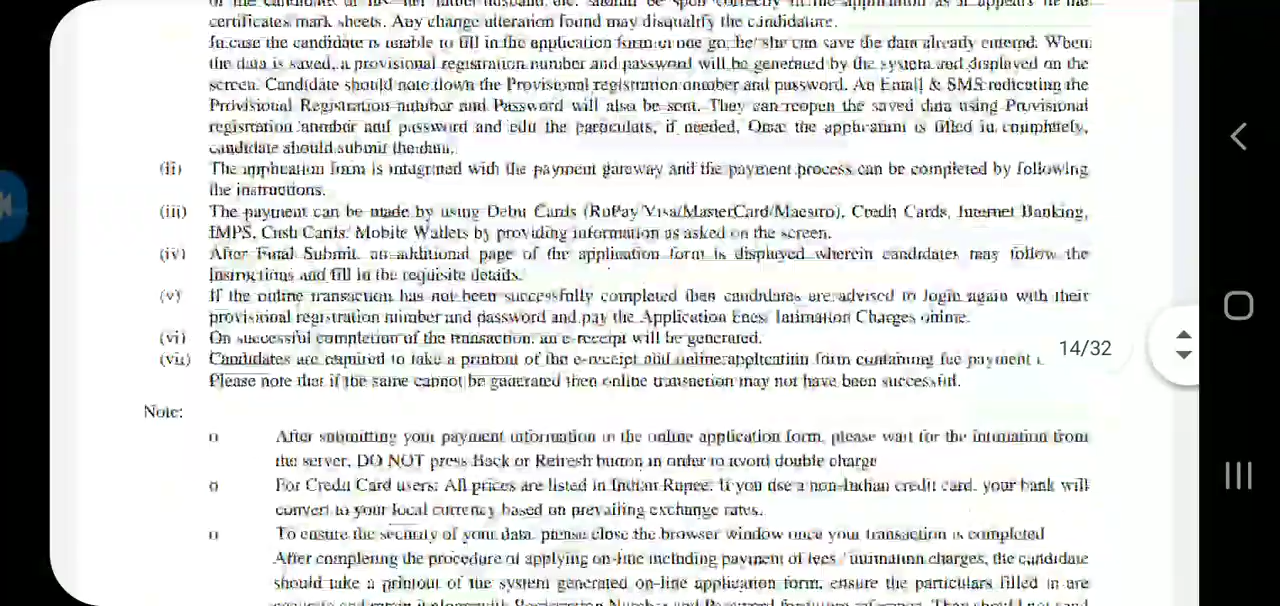 certificates mark sheets. Any change alteration found may disqualify the candidature.
In case the candidate is unable to fill in the application form in one go, he/ she can save the data already entered. When
the data is saved, a provisional registration number and password will be generated by the system and displayed on the
screen. Candidate should note down the Provisional registration number and password. An Email & SMS indicating the
Provisional Registration number and Password will also be sent. They can reopen the saved data using Provisional
registration number and password and edit the particulars, if needed. Once the application is filled in completely,
candidate should submit the data.
(ii) The application form is integrated with the payment gateway and the payment process can be completed by following
the instructions.
(iii) The payment can be made by using Debit Cards (RuPay/Visa/MasterCard/Maestro), Credit Cards, Internet Banking,
IMPS, Cash Cards/ Mobile Wallets by providing information as asked on the screen.
(iv) After Final Submit, an additional page of the application form is displayed wherein candidates may follow the
instructions and fill in the requisite details.
(v) If the online transaction has not been successfully completed then candidates are advised to login again with their
provisional registration number and password and pay the Application Fees/ Intimation Charges online.
(vi) On successful completion of the transaction, an e-receipt will be generated.
(vii) Candidates are required to take a printout of the e-receipt and online application form containing fee payment
14/32
Please note that if the same cannot be generated then online transaction may not have been successful.
Note:
o After submitting your payment information in the online application form, please wait for the intimation from
the server, DO NOT press Back or Refresh button in order to avoid double charge
o For Credit Card users: All prices are listed in Indian Rupee. If you use a non-Indian credit card, your bank will
convert to your local currency based on prevailing exchange rates.
o To ensure the security of your data, please close the browser window once your transaction is completed
After completing the procedure of applying on-line including payment of fees / intimation charges, the candidate
should take a printout of the system generated on-line application form, ensure the particulars filled in are